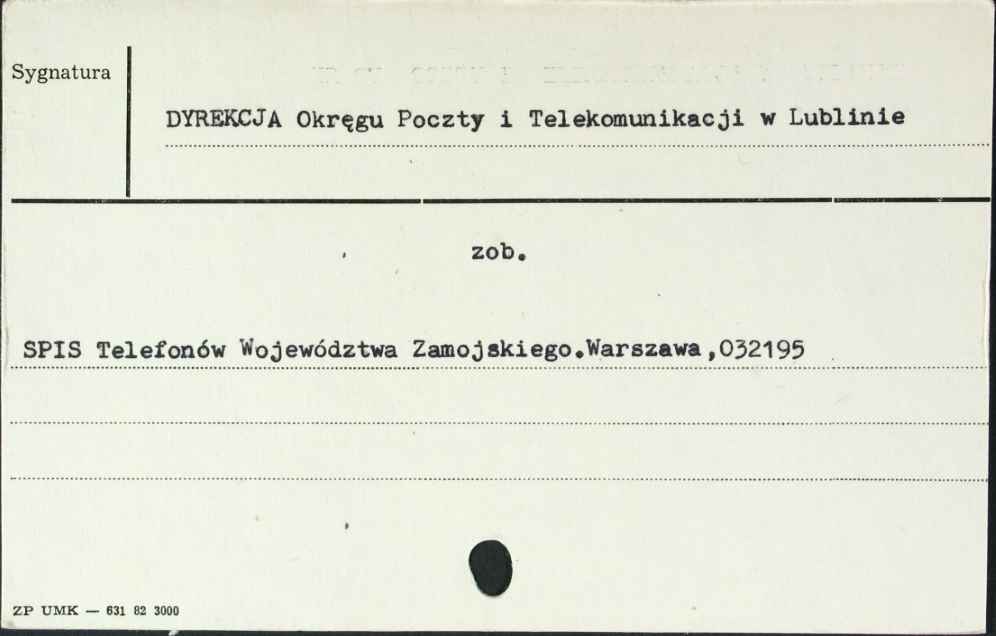 Sygnatura
DYREKCJA Okręgu Poczty i Telekomunikacji w Lublinie
zob.
SPIS Telefonów Województwa Zamojskiego.Warszawa,032195
ZP UMK — 631 82 3000